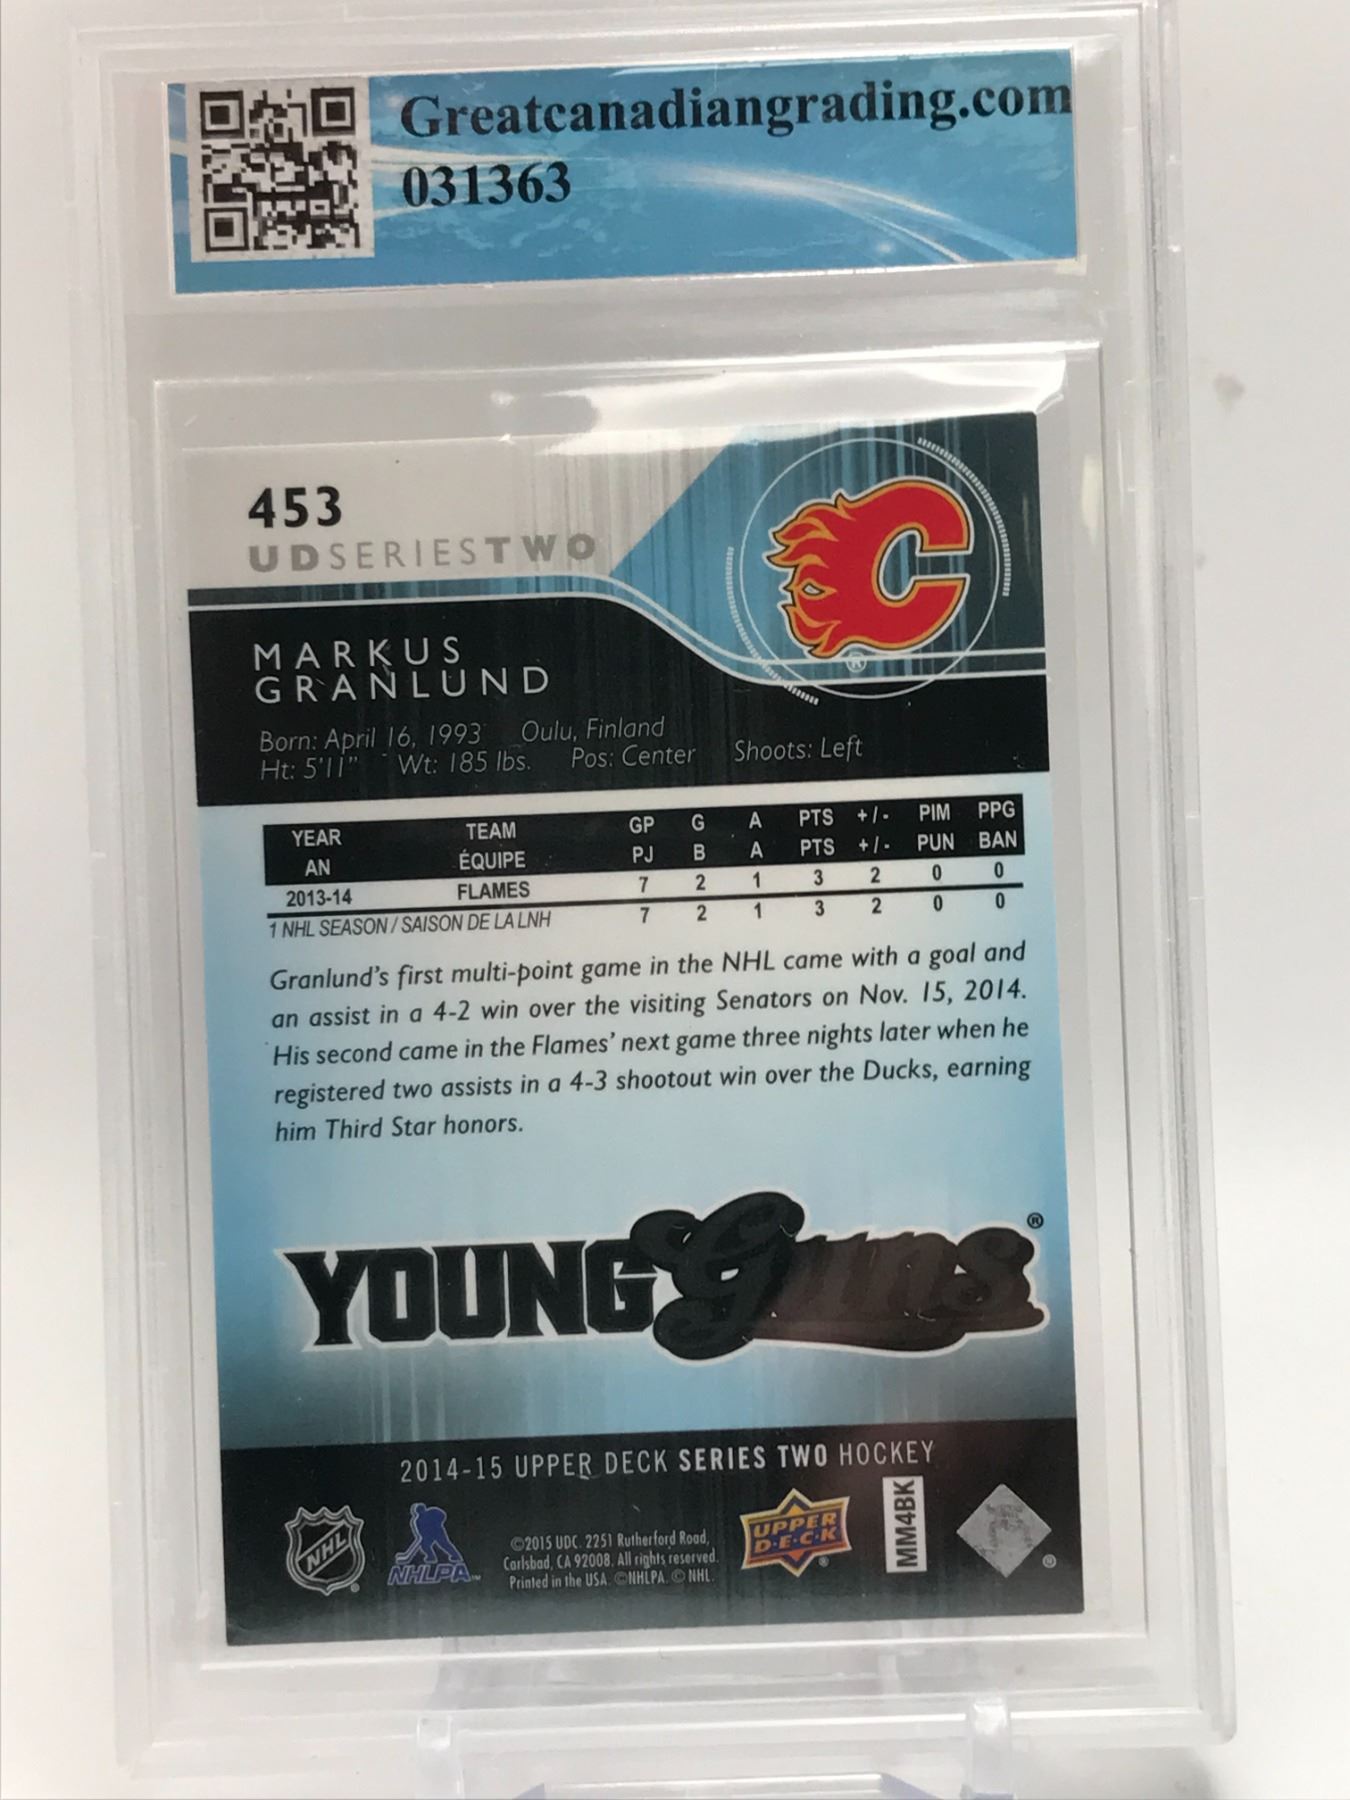 Greatcanadiangrading.com
031363
453
UDSERIESTWO
C
®
MARKUS
GRANLUND
Born: April 16, 1993 Oulu, Finland
Ht: 5'11" Wt: 185 lbs. Pos: Center Shoots: Left
YEAR TEAM GP G A PTS +/- PIM PPG
AN ÉQUIPE PJ B A PTS +/- PUN BAN
2013-14 FLAMES 7 2 1 3 2 0 0
1 NHL SEASON / SAISON DE LA LNH 7 2 1 3 2 0 0
Granlund's first multi-point game in the NHL came with a goal and
an assist in a 4-2 win over the visiting Senators on Nov. 15, 2014.
His second came in the Flames' next game three nights later when he
registered two assists in a 4-3 shootout win over the Ducks, earning
him Third Star honors.
YOUNG Guns®
2014-15 UPPER DECK SERIES TWO HOCKEY
NHL®
NHLPA™
©2015 UDC. 2251 Rutherford Road,
Carlsbad, CA 92008. All rights reserved.
Printed in the USA. ©NHLPA. © NHL.
UPPER
D·E·C·K
®
MM4BK
®